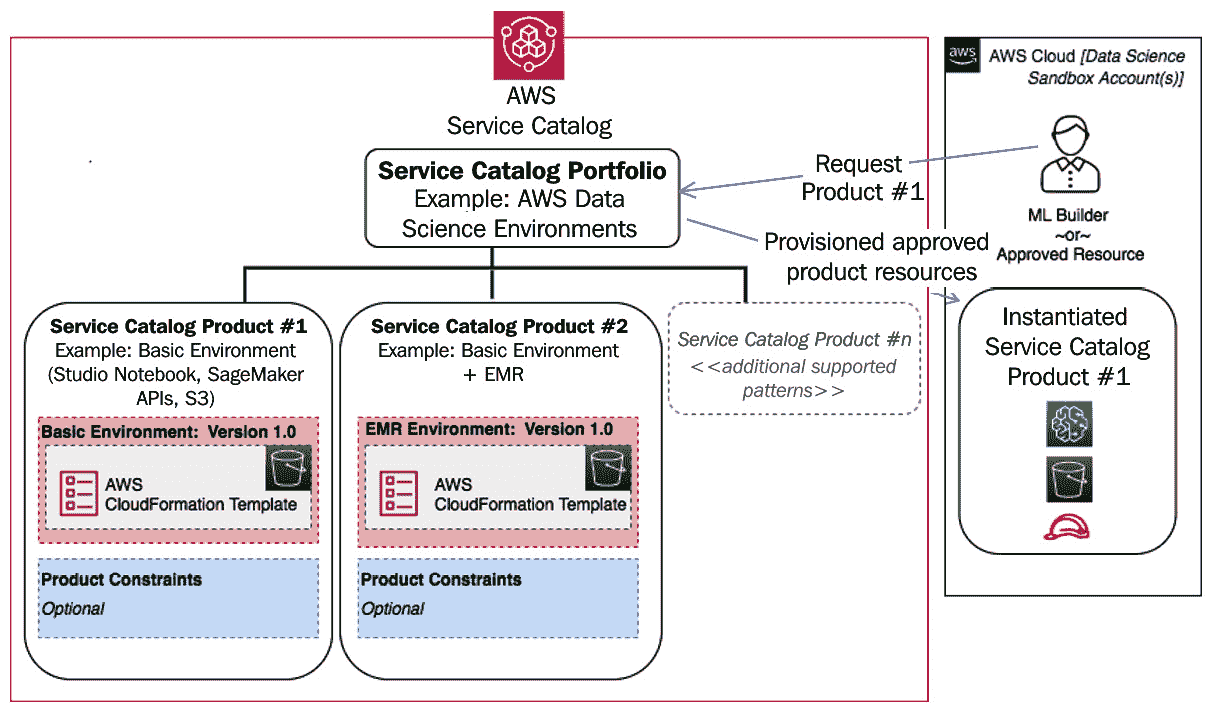 AWS
Service Catalog
Service Catalog Portfolio
Example: AWS Data
Science Environments
Request
Product #1
Provisioned approved
product resources
Service Catalog Product #1
Example: Basic Environment
(Studio Notebook, SageMaker
APIs, S3)
Basic Environment: Version 1.0
AWS
CloudFormation Template
Product Constraints
Optional
Service Catalog Product #2
Example: Basic Environment
+ EMR
EMR Environment: Version 1.0
AWS
CloudFormation Template
Product Constraints
Optional
Service Catalog Product #n
<<additional supported
patterns>>
aws
AWS Cloud [Data Science
Sandbox Account(s)]
ML Builder
~or~
Approved Resource
Instantiated
Service Catalog
Product #1